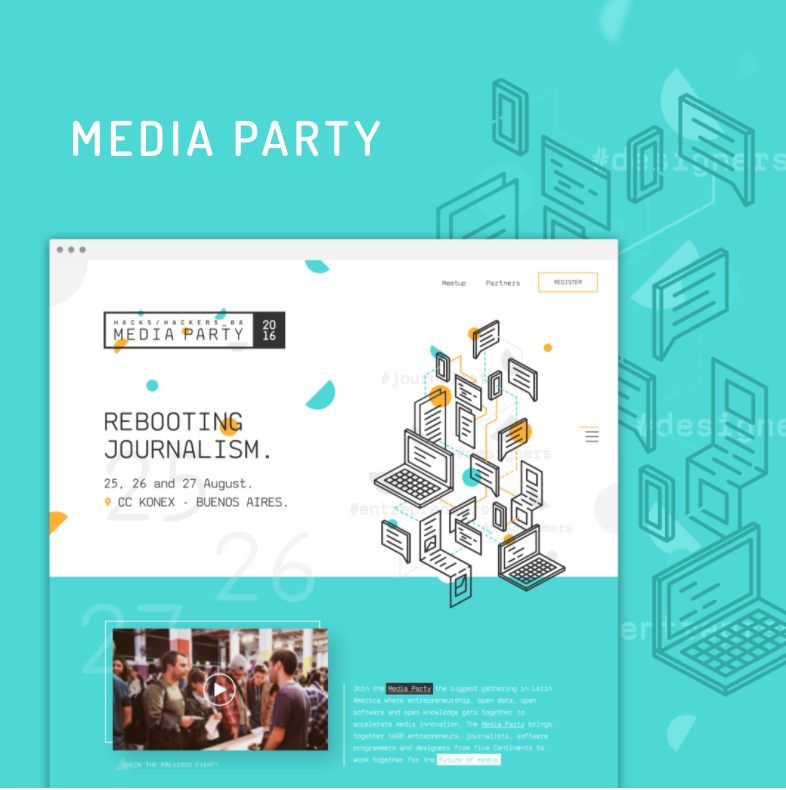 MEDIA PARTY
#designers
Meetup Partners REGISTER
HACKS/HACKERS_BA
MEDIA PARTY
20
16
#journalists
REBOOTING
JOURNALISM.
#designers
#designe
25, 26 and 27 August.
25
CC KONEX - BUENOS AIRES.
#entrepreneurs
26
27
Join the Media Party the biggest gathering in Latin
America where entrepreneurship, open data, open
software and open knowledge gets together to
accelerate media innovation. The Media Party brings
together 1600 entrepreneurs, journalists, software
programmers and designers from five Continents to
work together for the future of media.
CHECK THE PREVIOUS EVENT!